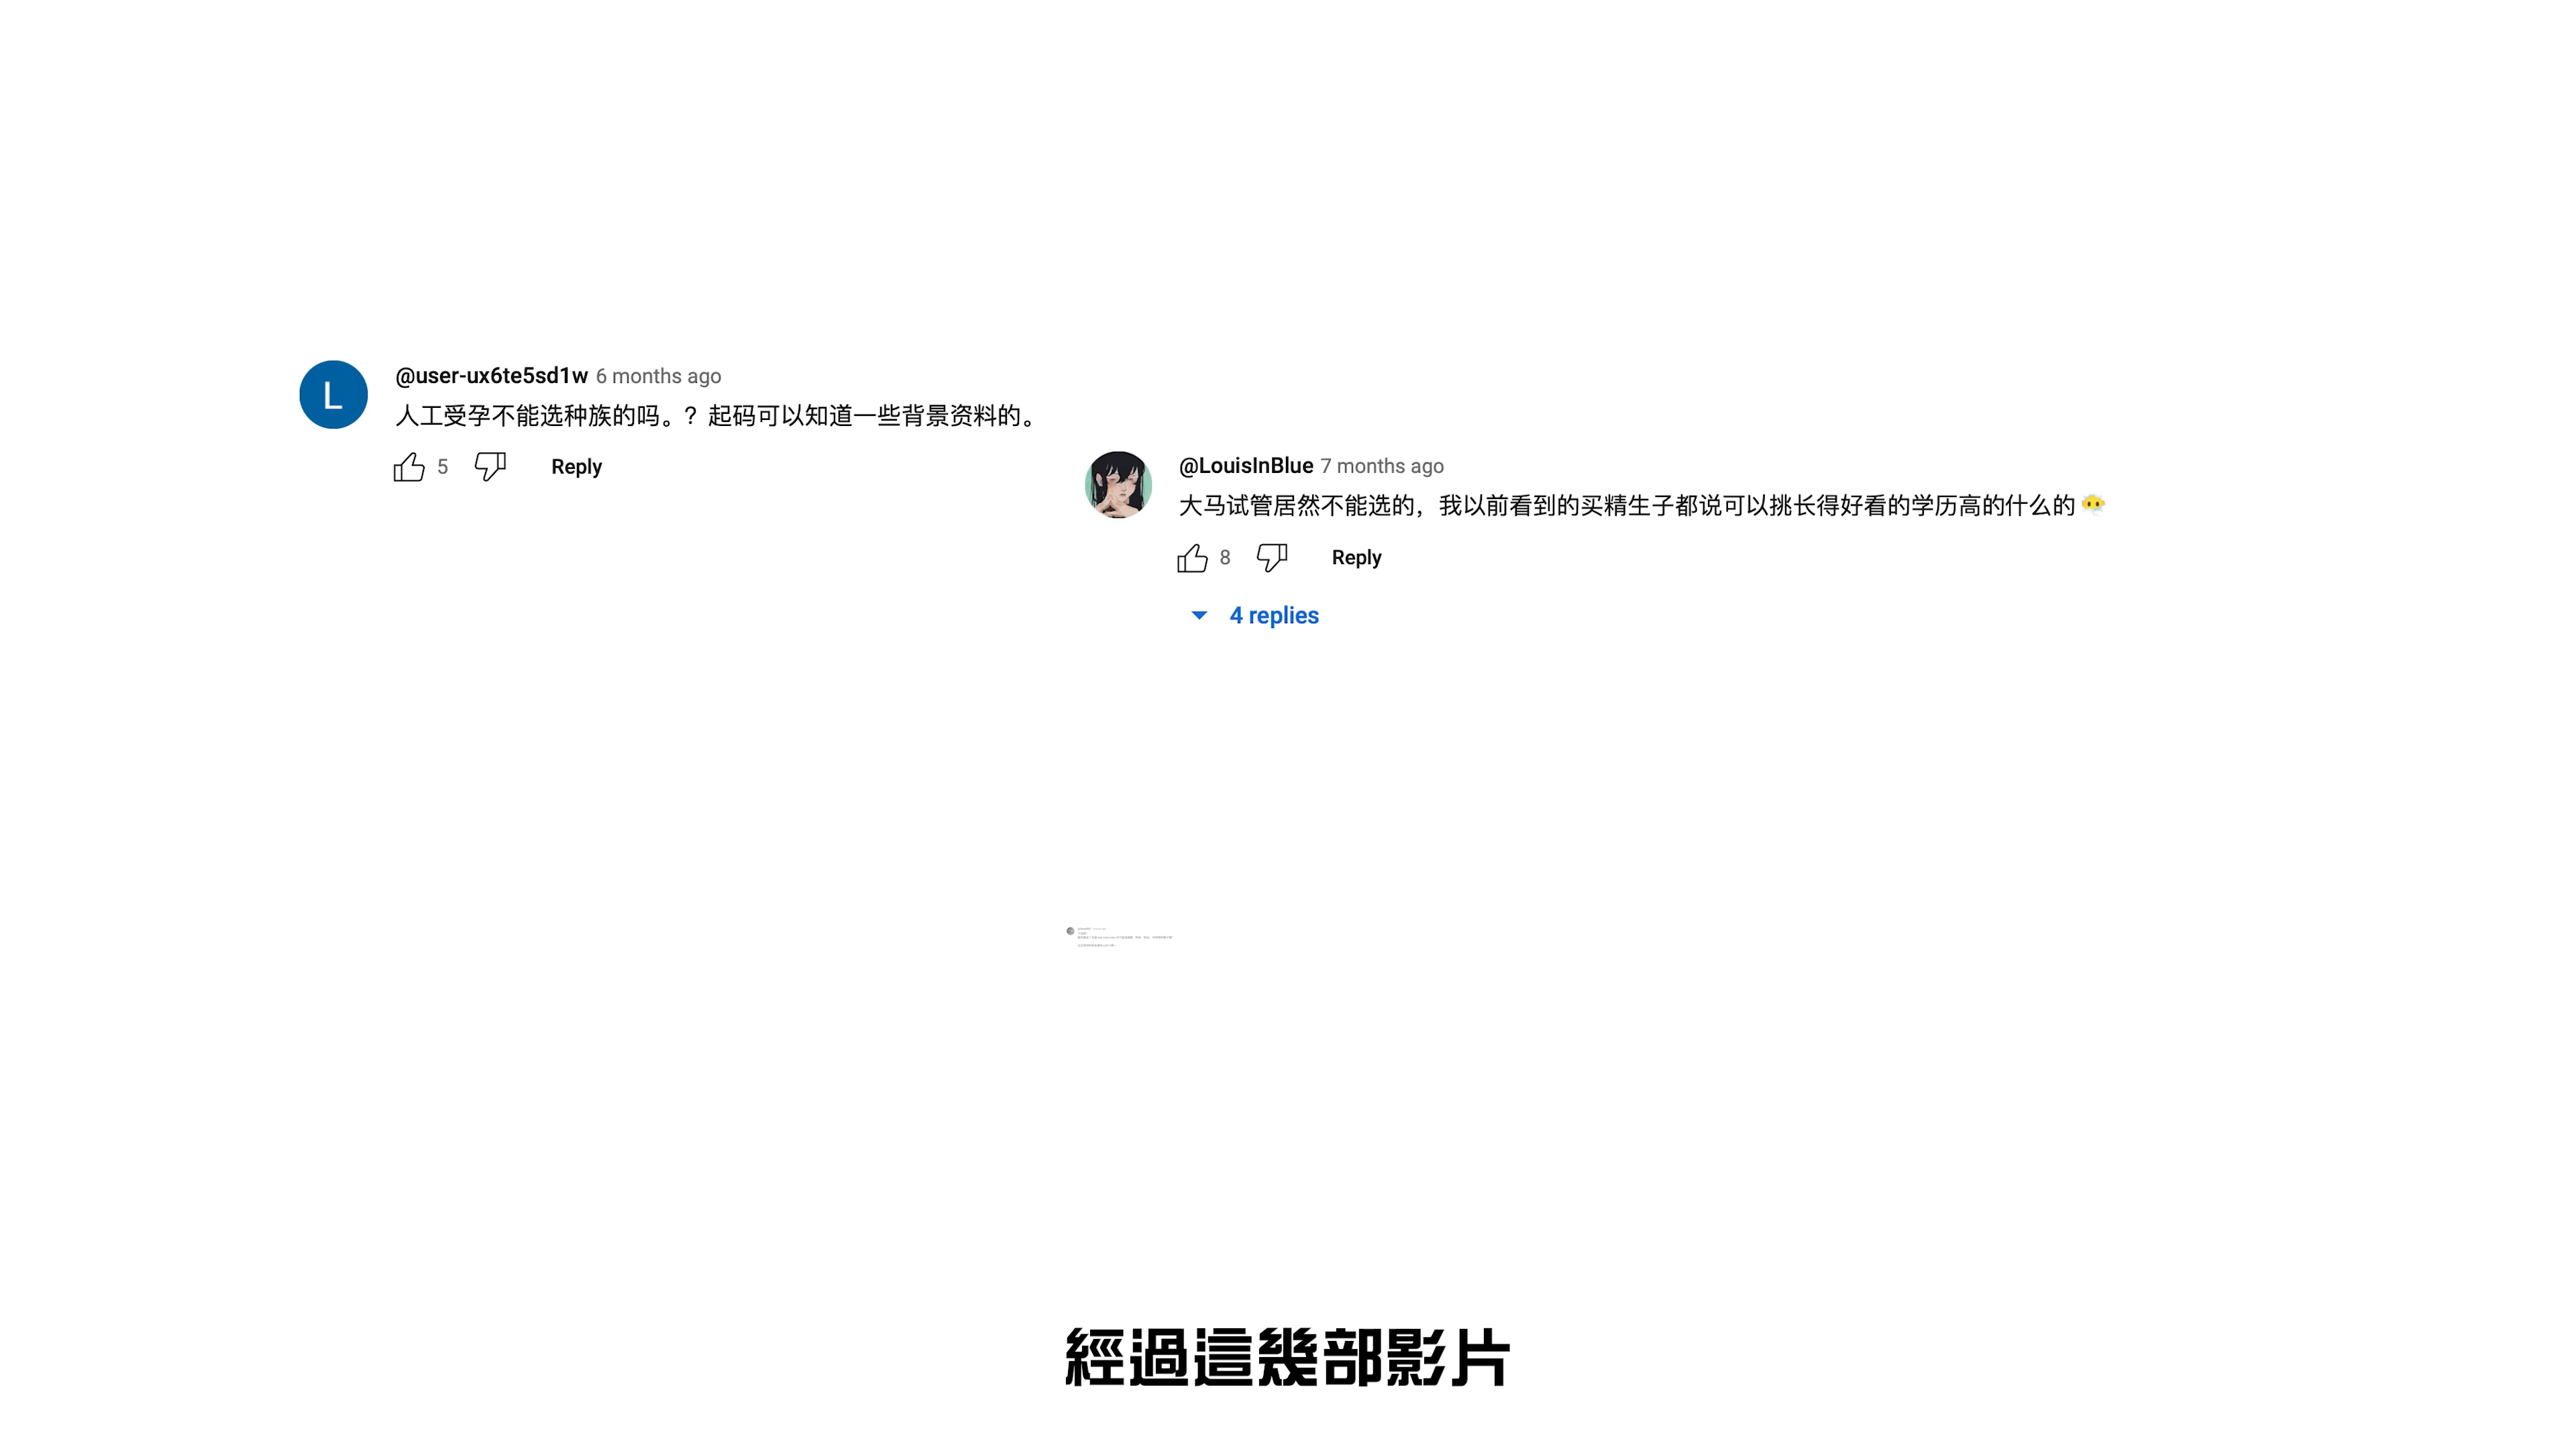 L
@user-ux6te5sd1w 6 months ago
人工受孕不能选种族的吗。？起码可以知道一些背景资料的。
5 Reply
@LouisInBlue 7 months ago
大马试管居然不能选的，我以前看到的买精生子都说可以挑长得好看的学历高的什么的😶‍🌫️
8 Reply
4 replies
經過這幾部影片